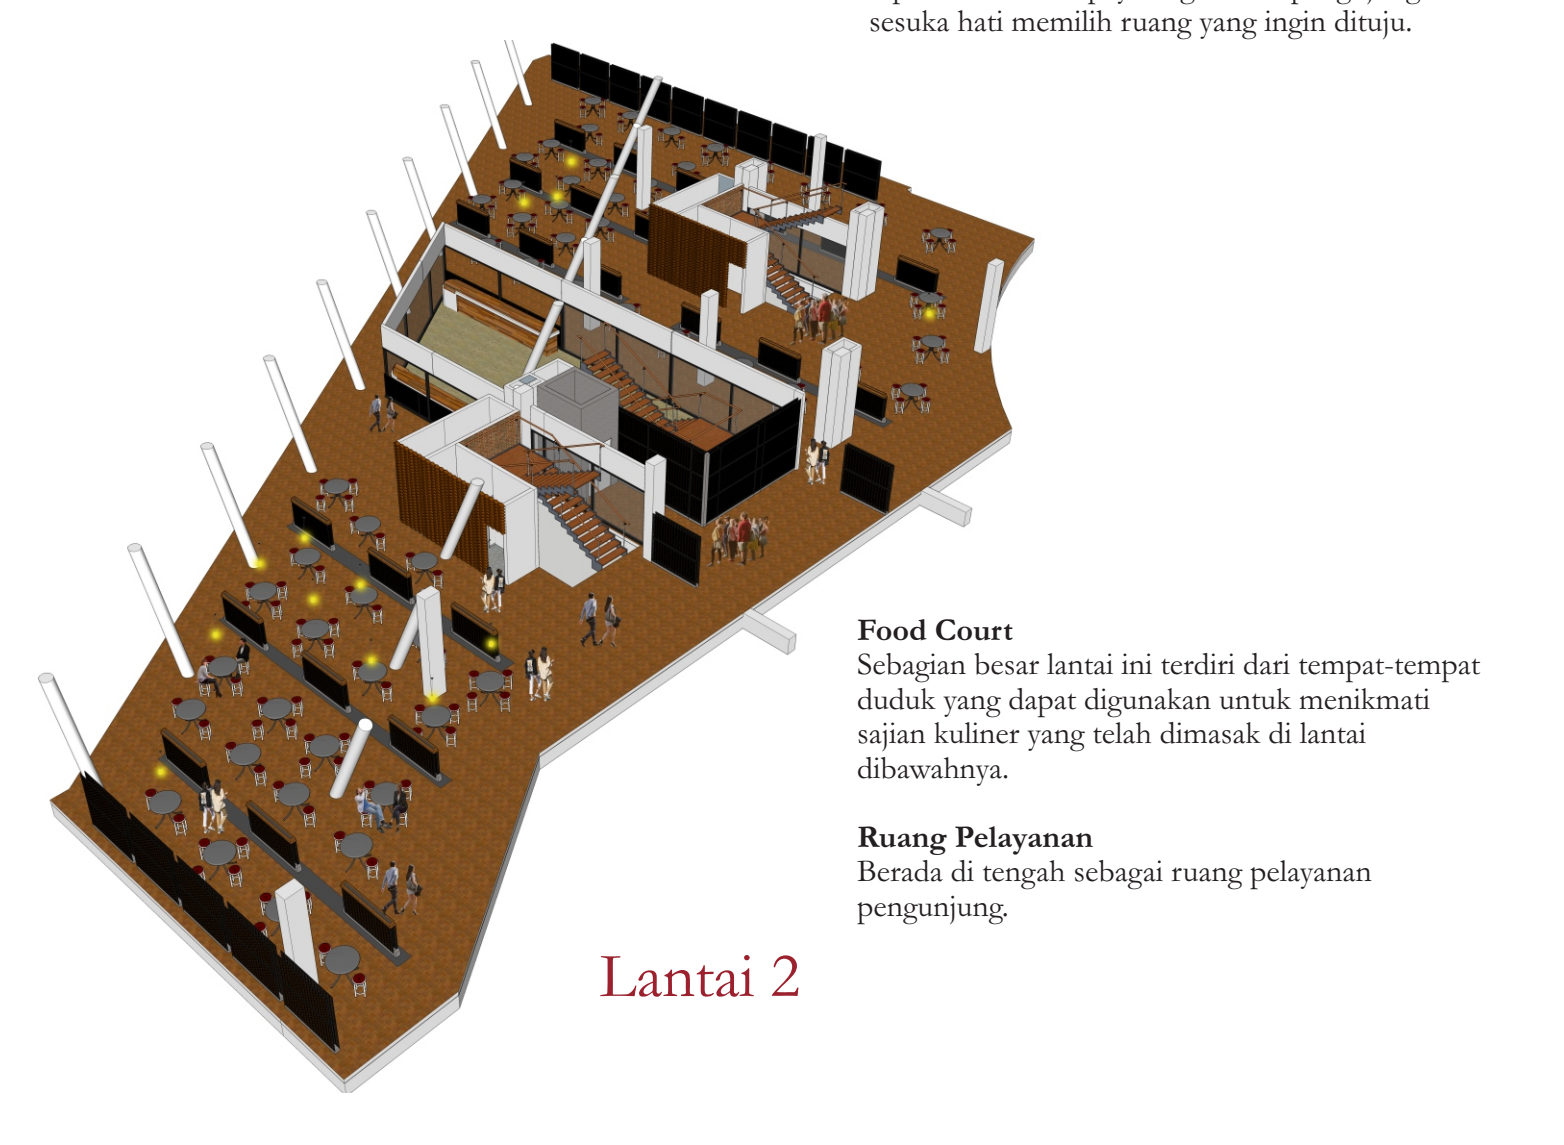 sesuka hati memilih ruang yang ingin dituju.
Food Court
Sebagian besar lantai ini terdiri dari tempat-tempat
duduk yang dapat digunakan untuk menikmati
sajian kuliner yang telah dimasak di lantai
dibawahnya.
Ruang Pelayanan
Berada di tengah sebagai ruang pelayanan
pengunjung.
Lantai 2